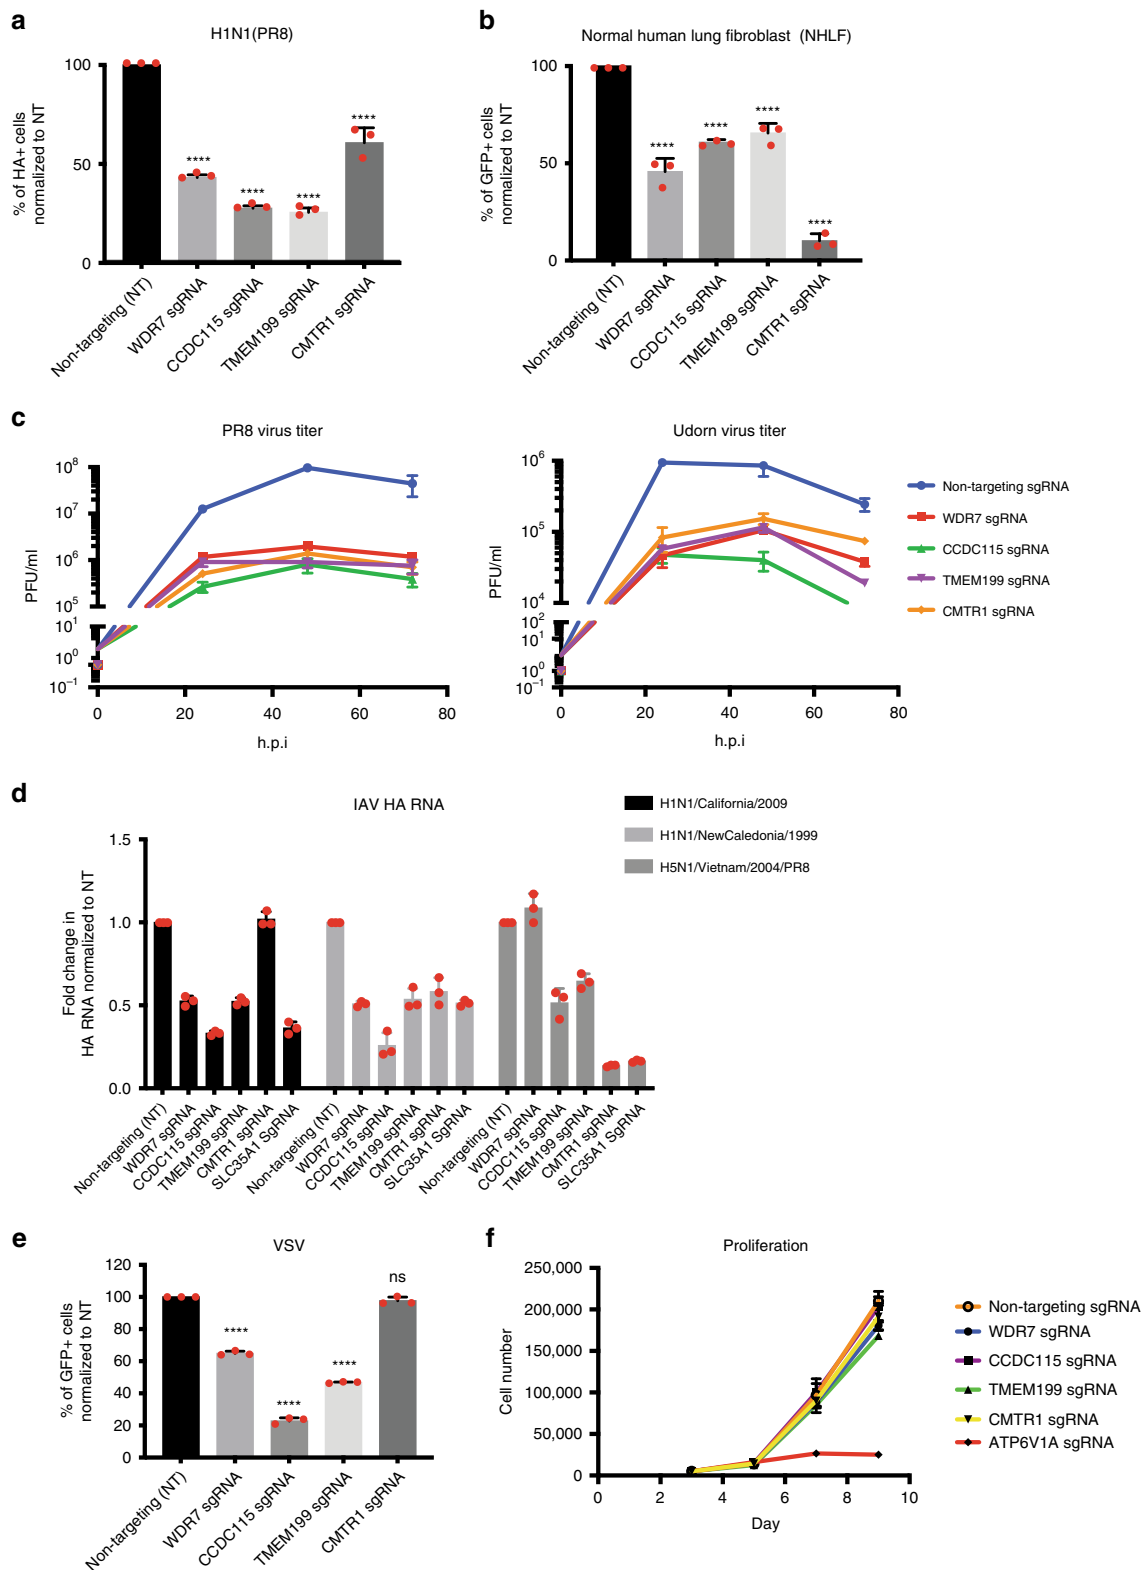 a
H1N1(PR8)
% of HA+ cells
normalized to NT
100
50
0
****
****
****
****
Non-targeting (NT)
WDR7 sgRNA
CCDC115 sgRNA
TMEM199 sgRNA
CMTR1 sgRNA
b
Normal human lung fibroblast (NHLF)
% of GFP+ cells
normalized to NT
100
50
0
****
****
****
****
Non-targeting (NT)
WDR7 sgRNA
CCDC115 sgRNA
TMEM199 sgRNA
CMTR1 sgRNA
c
PR8 virus titer
PFU/ml
10⁸
10⁷
10⁶
10⁵
10¹
10⁰
10⁻¹
0
20
40
60
80
h.p.i
Udorn virus titer
PFU/ml
10⁶
10⁵
10⁴
10²
10¹
10⁰
10⁻¹
0
20
40
60
80
h.p.i
Non-targeting sgRNA
WDR7 sgRNA
CCDC115 sgRNA
TMEM199 sgRNA
CMTR1 sgRNA
d
IAV HA RNA
H1N1/California/2009
H1N1/NewCaledonia/1999
H5N1/Vietnam/2004/PR8
Fold change in
HA RNA normalized to NT
1.5
1.0
0.5
0.0
Non-targeting (NT)
WDR7 sgRNA
CCDC115 sgRNA
TMEM199 sgRNA
CMTR1 sgRNA
SLC35A1 SgRNA
Non-targeting (NT)
WDR7 sgRNA
CCDC115 sgRNA
TMEM199 sgRNA
CMTR1 sgRNA
SLC35A1 SgRNA
Non-targeting (NT)
WDR7 sgRNA
CCDC115 sgRNA
TMEM199 sgRNA
CMTR1 sgRNA
SLC35A1 SgRNA
e
VSV
% of GFP+ cells
normalized to NT
120
100
80
60
40
20
0
****
****
****
ns
Non-targeting (NT)
WDR7 sgRNA
CCDC115 sgRNA
TMEM199 sgRNA
CMTR1 sgRNA
f
Proliferation
Cell number
250,000
200,000
150,000
100,000
50,000
0
0
2
4
6
8
10
Day
Non-targeting sgRNA
WDR7 sgRNA
CCDC115 sgRNA
TMEM199 sgRNA
CMTR1 sgRNA
ATP6V1A sgRNA